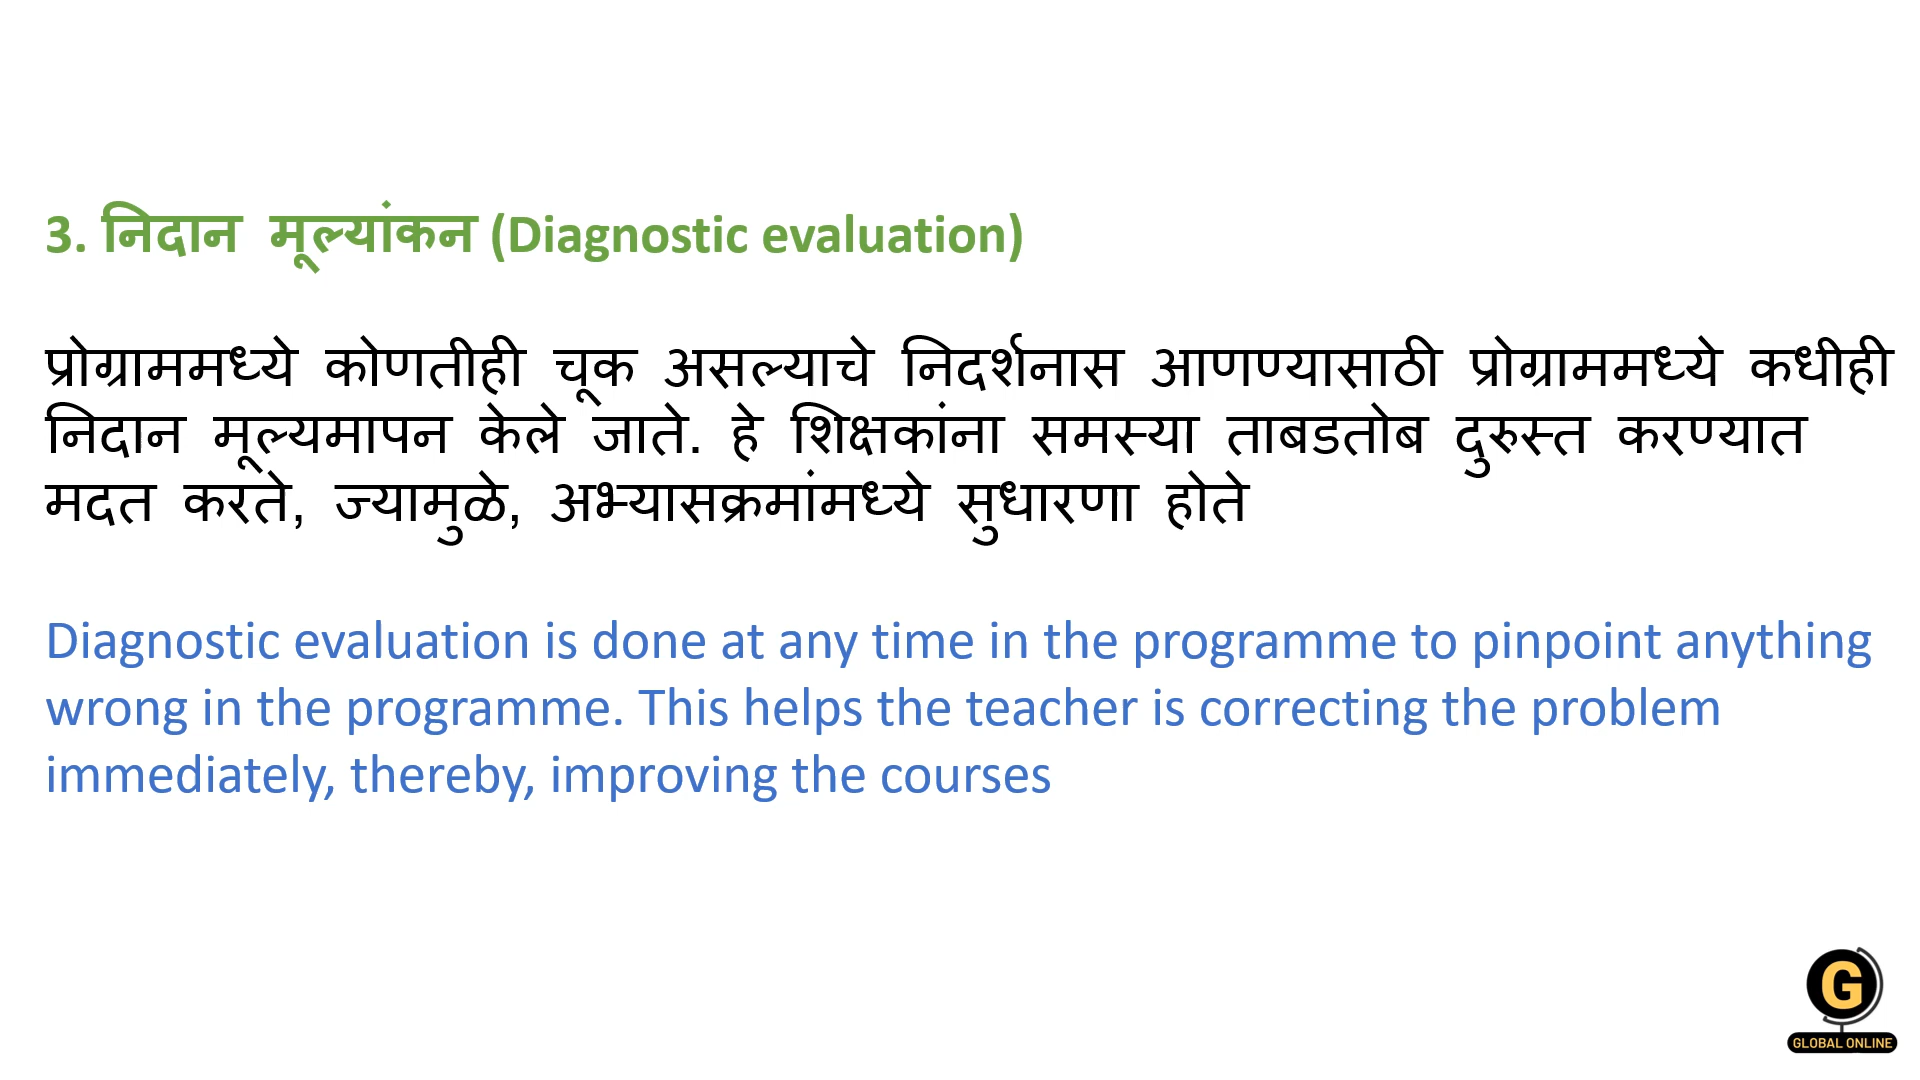 3. निदान मूल्यांकन (Diagnostic evaluation)
प्रोग्राममध्ये कोणतीही चूक असल्याचे निदर्शनास आणण्यासाठी प्रोग्राममध्ये कधीही
निदान मूल्यमापन केले जाते. हे शिक्षकांना समस्या ताबडतोब दुरुस्त करण्यात
मदत करते, ज्यामुळे, अभ्यासक्रमांमध्ये सुधारणा होते
Diagnostic evaluation is done at any time in the programme to pinpoint anything
wrong in the programme. This helps the teacher is correcting the problem
immediately, thereby, improving the courses
G
GLOBAL ONLINE